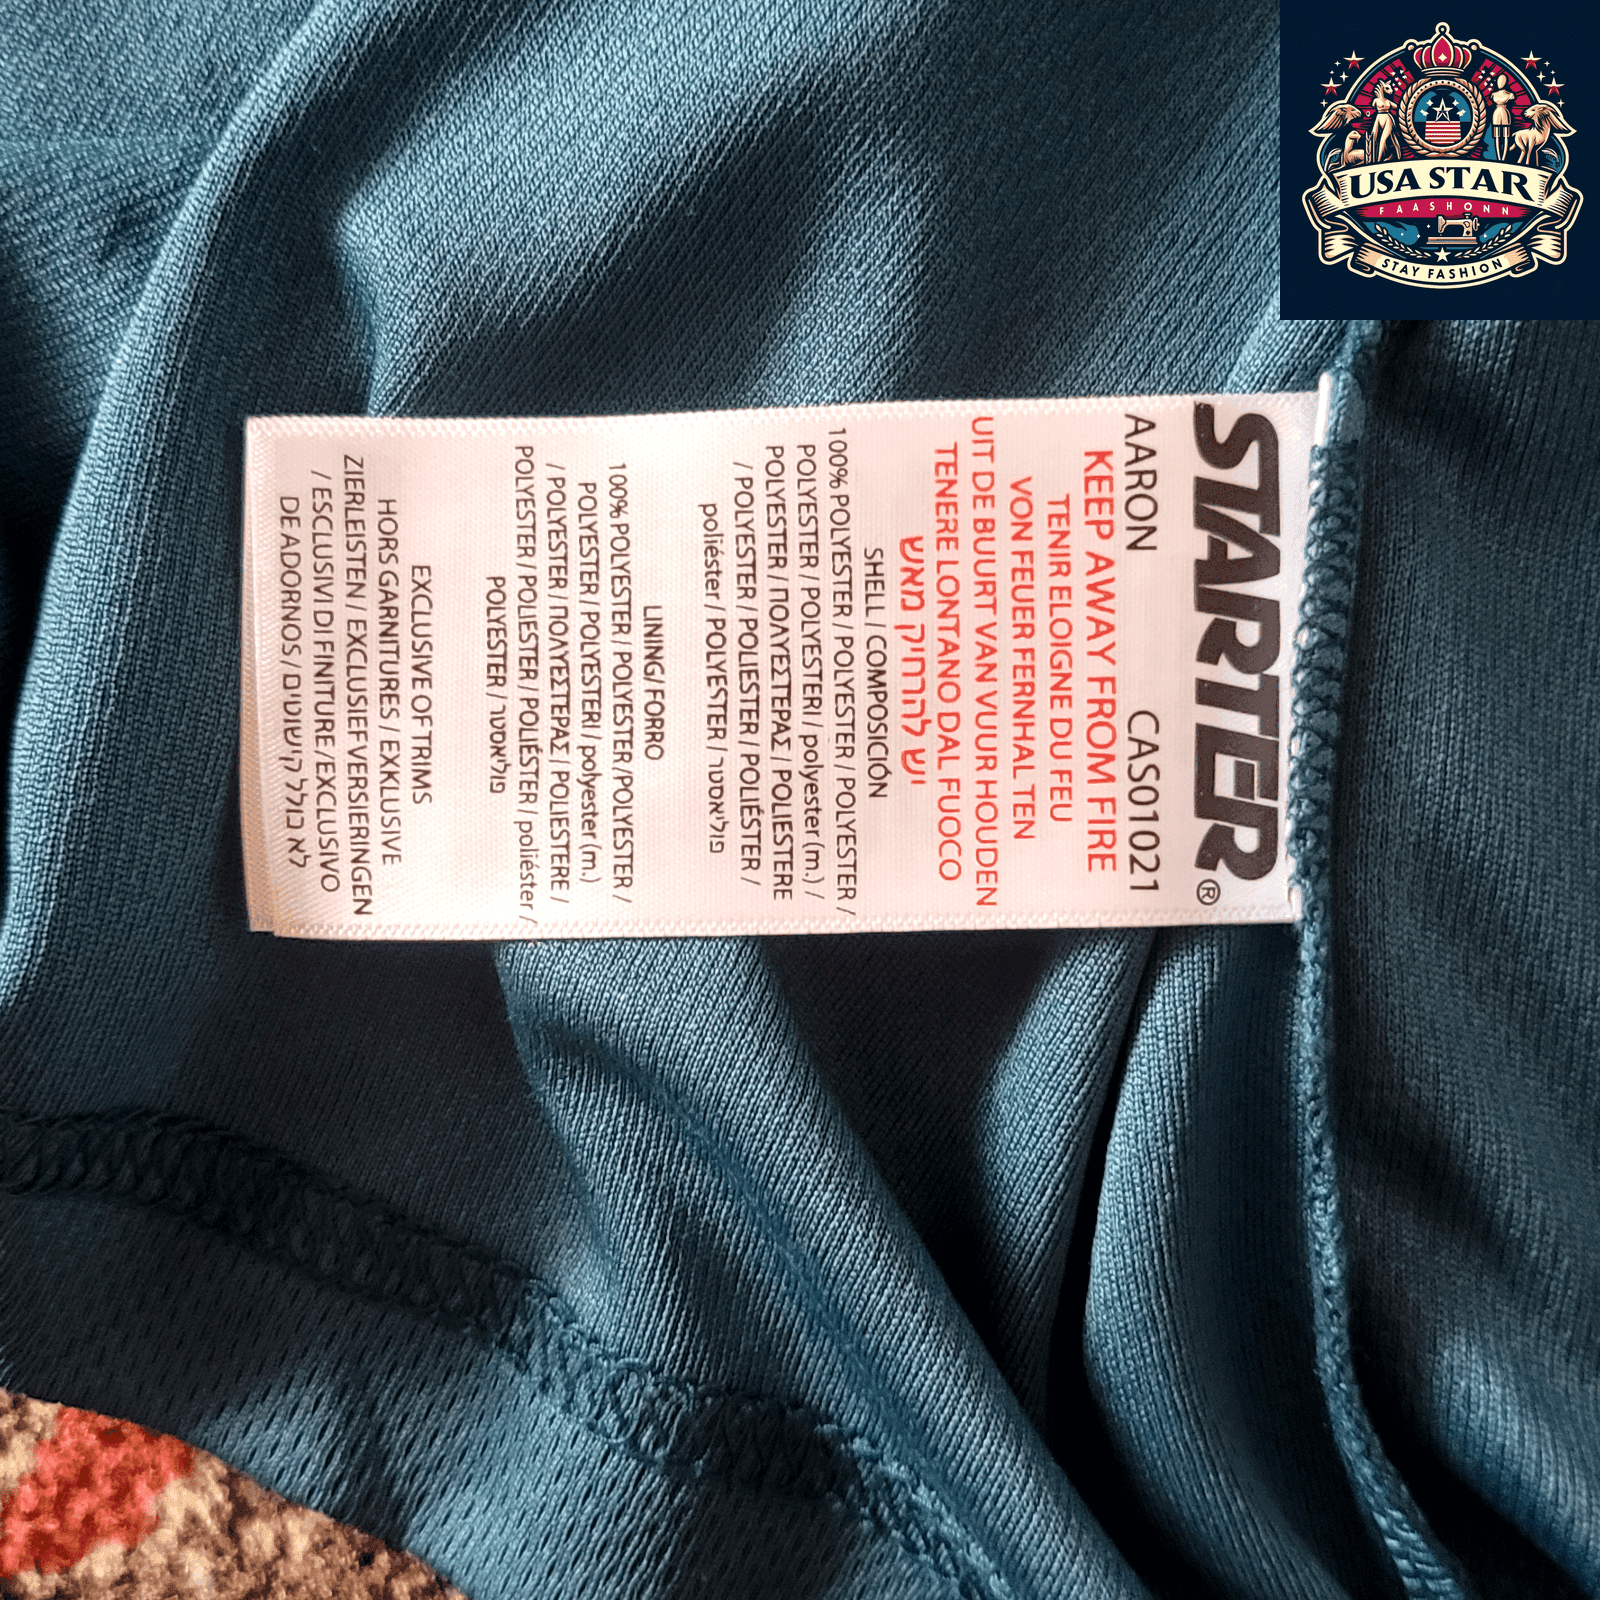 USA STAR
FAASHONN
STAY FASHION
STARTER®
AARON CAS01021
KEEP AWAY FROM FIRE
TENIR ELOIGNE DU FEU
VON FEUER FERNHAL TEN
UIT DE BUURT VAN VUUR HOUDEN
TENERE LONTANO DAL FUOCO
יש להרחיק מאש
SHELL / COMPOSICIÓN
100% POLYESTER / POLYESTER / POLYESTER /
POLYESTER / POLYESTERI / polyester (m.) /
POLYESTER / ΠΟΛΥΕΣΤΕΡΑΣ / POLIESTERE
/ POLYESTER / POLIESTER / POLIÉSTER /
poliéster / POLYESTER / פוליאסטר
LINING/ FORRO
100% POLYESTER / POLYESTER /POLYESTER /
POLYESTER / POLYESTERI / polyester (m.)
/ POLYESTER / ΠΟΛΥΕΣΤΕΡΑΣ / POLIESTERE /
POLYESTER / POLIESTER / POLIÉSTER / poliéster /
POLYESTER / פוליאסטר
EXCLUSIVE OF TRIMS
HORS GARNITURES / EXKLUSIVE
ZIERLEISTEN / EXCLUSIEF VERSIERINGEN
/ ESCLUSIVI DI FINITURE /EXCLUSIVO
DE ADORNOS/ לא כולל קישוטים